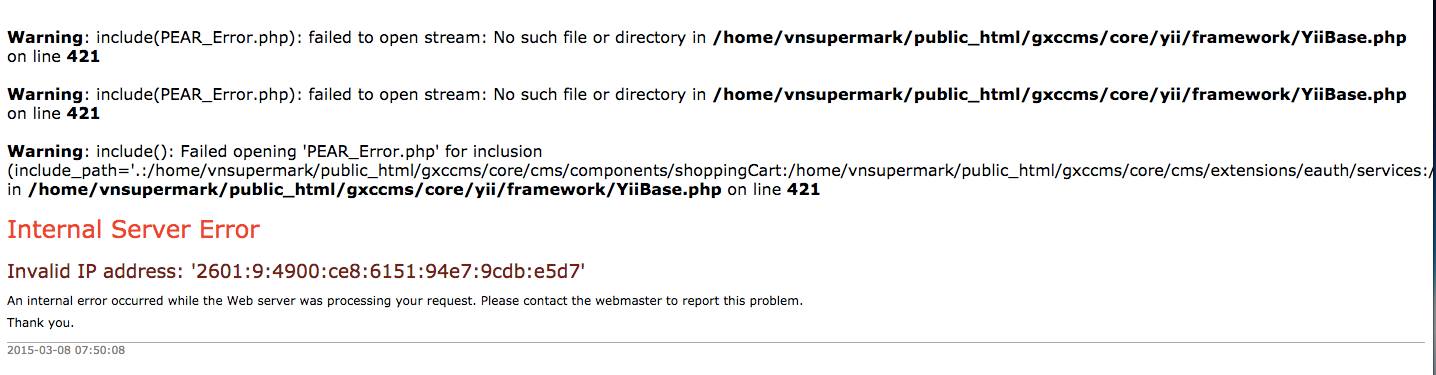 Warning: include(PEAR_Error.php): failed to open stream: No such file or directory in /home/vnsupermark/public_html/gxccms/core/yii/framework/YiiBase.php
on line 421
Warning: include(PEAR_Error.php): failed to open stream: No such file or directory in /home/vnsupermark/public_html/gxccms/core/yii/framework/YiiBase.php
on line 421
Warning: include(): Failed opening 'PEAR_Error.php' for inclusion
(include_path='.:/home/vnsupermark/public_html/gxccms/core/cms/components/shoppingCart:/home/vnsupermark/public_html/gxccms/core/cms/extensions/eauth/services:/
in /home/vnsupermark/public_html/gxccms/core/yii/framework/YiiBase.php on line 421
Internal Server Error
Invalid IP address: '2601:9:4900:ce8:6151:94e7:9cdb:e5d7'
An internal error occurred while the Web server was processing your request. Please contact the webmaster to report this problem.
Thank you.
2015-03-08 07:50:08